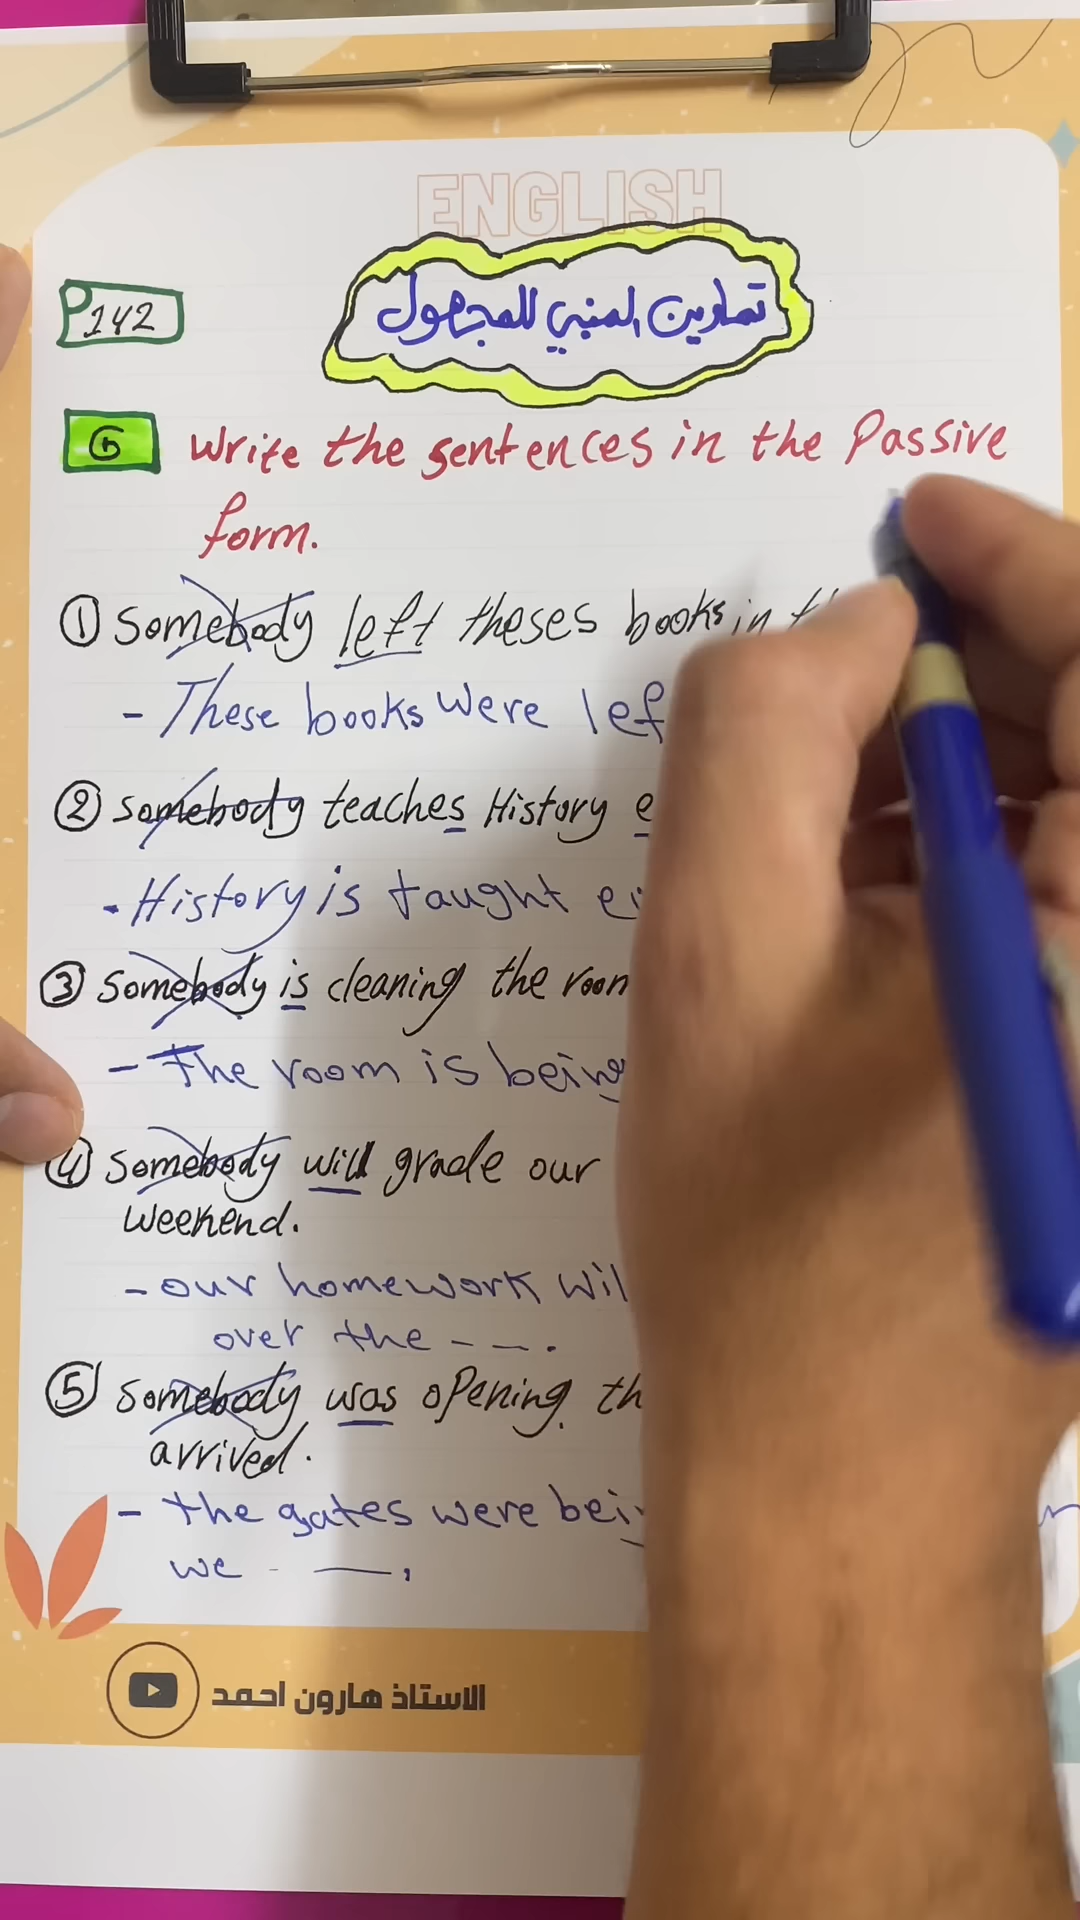 ENGLISH
P142
تمارين المبني للمجهول
G Write the sentences in the Passive
form.
① Somebody left theses books in
- These books were lef
② Somebody teaches History e
- History is taught
③ Somebody is cleaning the room
- The room is being
④ Somebody will grade our
weekend.
- our homework wil
over the - - .
⑤ Somebody was opening th
arrived.
- the gates were bei
we - — .
الاستاذ هارون احمد